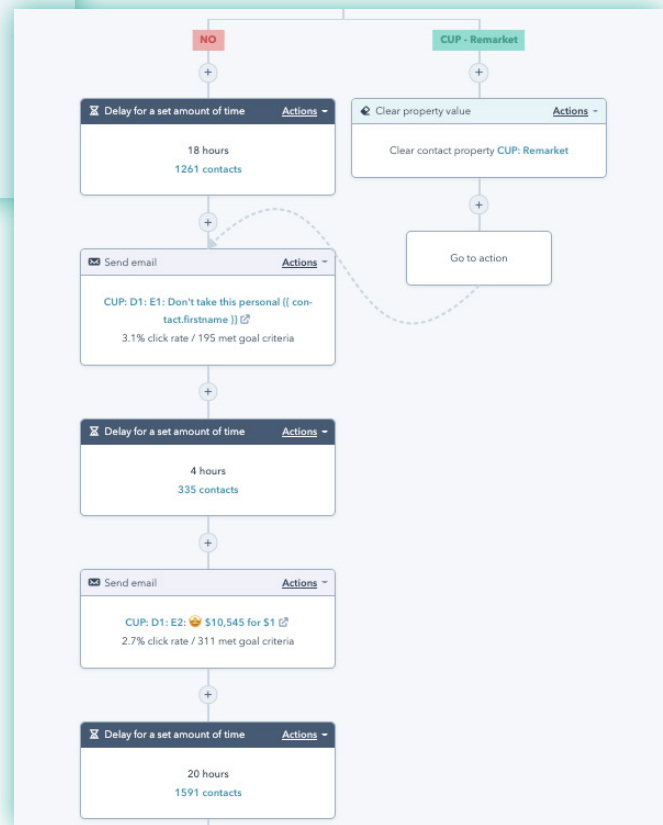 NO
CUP - Remarket
Delay for a set amount of time Actions
18 hours
1261 contacts
Clear property value Actions
Clear contact property CUP: Remarket
Go to action
Send email Actions
CUP: D1: E1: Don't take this personal {{ con-
tact.firstname }}
3.1% click rate / 195 met goal criteria
Delay for a set amount of time Actions
4 hours
335 contacts
Send email Actions
CUP: D1: E2: 🤩 $10,545 for $1
2.7% click rate / 311 met goal criteria
Delay for a set amount of time Actions
20 hours
1591 contacts